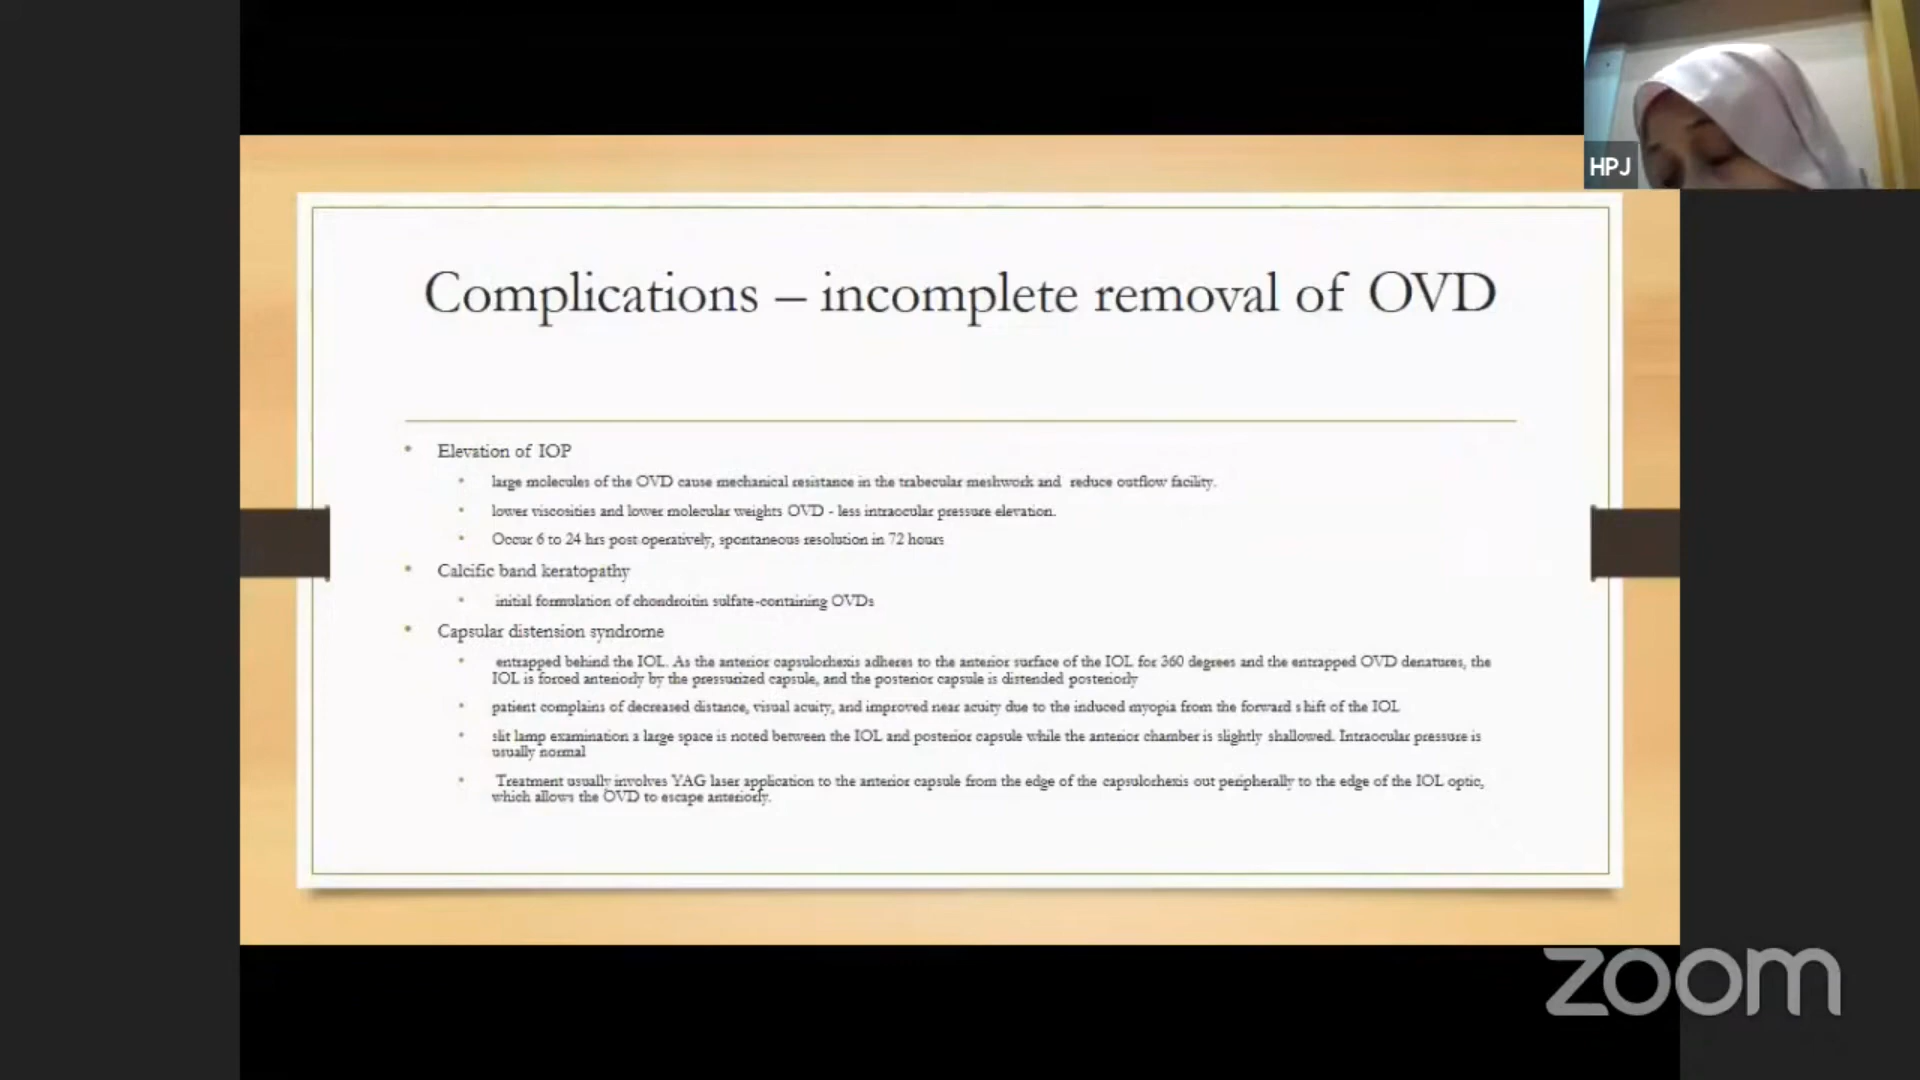 HPJ
Complications – incomplete removal of OVD
• Elevation of IOP
• large molecules of the OVD cause mechanical resistance in the trabecular meshwork and reduce outflow facility.
• lower viscosities and lower molecular weights OVD - less intraocular pressure elevation.
• Occur 6 to 24 hrs post operatively, spontaneous resolution in 72 hours
• Calcific band keratopathy
• initial formulation of chondroitin sulfate-containing OVDs
• Capsular distension syndrome
• entrapped behind the IOL. As the anterior capsulorhexis adheres to the anterior surface of the IOL for 360 degrees and the entrapped OVD denatures, the
IOL is forced anteriorly by the pressurized capsule, and the posterior capsule is distended posteriorly
• patient complains of decreased distance, visual acuity, and improved near acuity due to the induced myopia from the forward shift of the IOL
• slit lamp examination a large space is noted between the IOL and posterior capsule while the anterior chamber is slightly shallowed. Intraocular pressure is
usually normal
• Treatment usually involves YAG laser application to the anterior capsule from the edge of the capsulorhexis out peripherally to the edge of the IOL optic,
which allows the OVD to escape anteriorly.
zoom